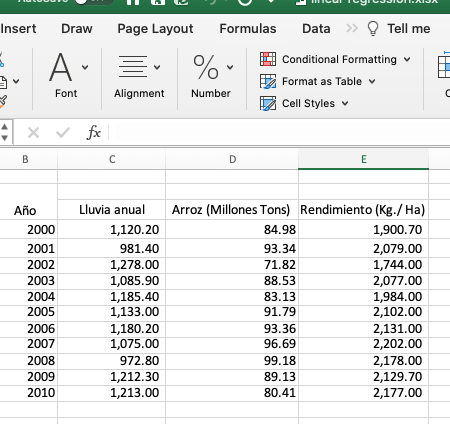 Insert Draw Page Layout Formulas Data >> Tell me
Conditional Formatting
Format as Table
Cell Styles
Font Alignment Number
fx
B C D E
Año Lluvia anual Arroz (Millones Tons) Rendimiento (Kg./ Ha)
2000 1,120.20 84.98 1,900.70
2001 981.40 93.34 2,079.00
2002 1,278.00 71.82 1,744.00
2003 1,085.90 88.53 2,077.00
2004 1,185.40 83.13 1,984.00
2005 1,133.00 91.79 2,102.00
2006 1,180.20 93.36 2,131.00
2007 1,075.00 96.69 2,202.00
2008 972.80 99.18 2,178.00
2009 1,212.30 89.13 2,129.70
2010 1,213.00 80.41 2,177.00